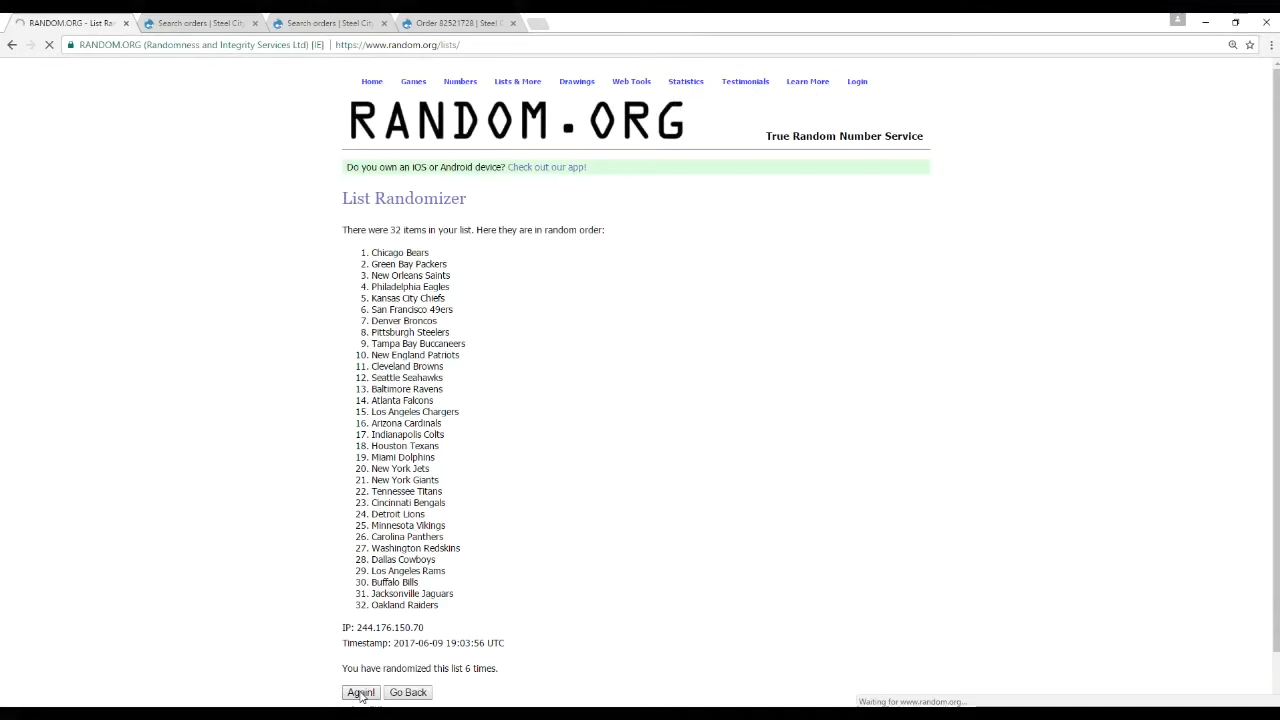 RANDOM.ORG - List Ra
Search orders | Steel Cit
Search orders | Steel Cit
Order 82521728 | Steel C
RANDOM.ORG (Randomness and Integrity Services Ltd) [IE] | https://www.random.org/lists/
Home Games Numbers Lists & More Drawings Web Tools Statistics Testimonials Learn More Login
RANDOM.ORG
True Random Number Service
Do you own an iOS or Android device? Check out our app!
List Randomizer
There were 32 items in your list. Here they are in random order:
1. Chicago Bears
2. Green Bay Packers
3. New Orleans Saints
4. Philadelphia Eagles
5. Kansas City Chiefs
6. San Francisco 49ers
7. Denver Broncos
8. Pittsburgh Steelers
9. Tampa Bay Buccaneers
10. New England Patriots
11. Cleveland Browns
12. Seattle Seahawks
13. Baltimore Ravens
14. Atlanta Falcons
15. Los Angeles Chargers
16. Arizona Cardinals
17. Indianapolis Colts
18. Houston Texans
19. Miami Dolphins
20. New York Jets
21. New York Giants
22. Tennessee Titans
23. Cincinnati Bengals
24. Detroit Lions
25. Minnesota Vikings
26. Carolina Panthers
27. Washington Redskins
28. Dallas Cowboys
29. Los Angeles Rams
30. Buffalo Bills
31. Jacksonville Jaguars
32. Oakland Raiders
IP: 244.176.150.70
Timestamp: 2017-06-09 19:03:56 UTC
You have randomized this list 6 times.
Again! Go Back
Waiting for www.random.org...